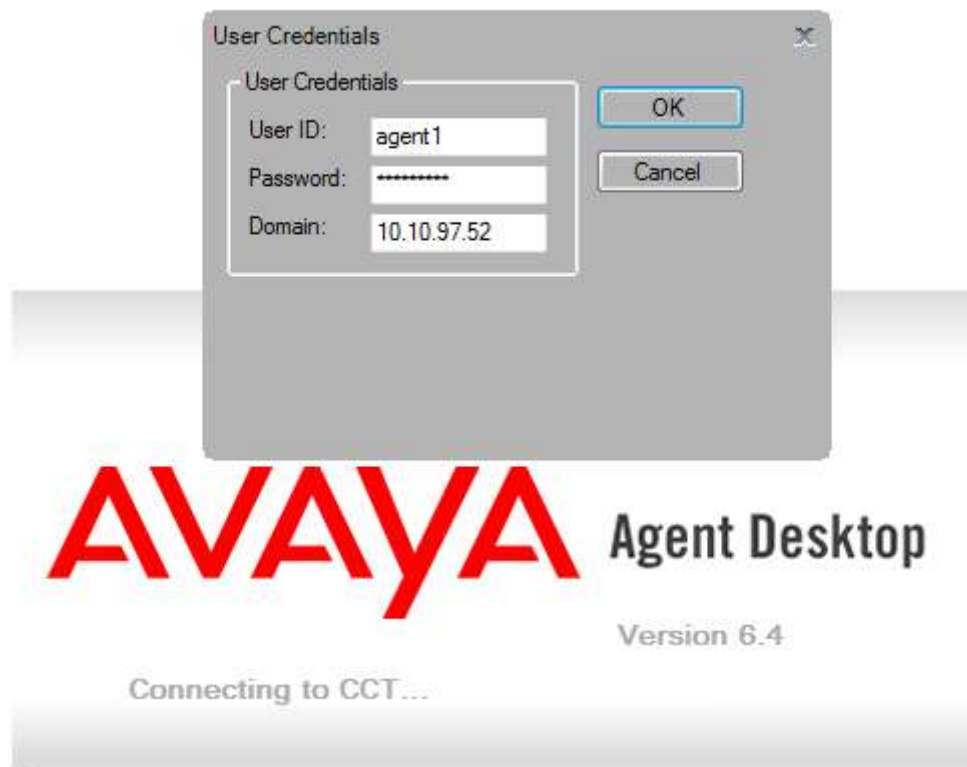 User Credentials
User Credentials
User ID: agent1
OK
Password: *********
Cancel
Domain: 10.10.97.52
AVAYA Agent Desktop
Version 6.4
Connecting to CCT...